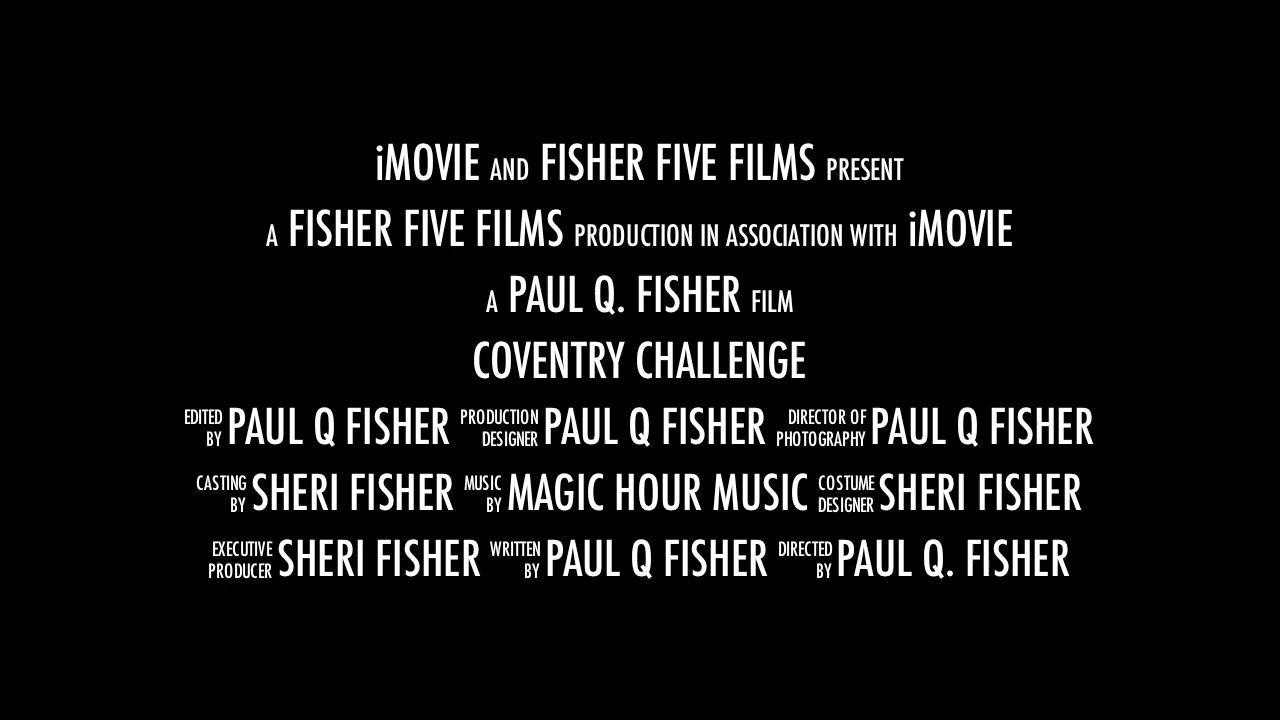 iMOVIE AND FISHER FIVE FILMS PRESENT
A FISHER FIVE FILMS PRODUCTION IN ASSOCIATION WITH iMOVIE
A PAUL Q. FISHER FILM
COVENTRY CHALLENGE
EDITED BY PAUL Q FISHER PRODUCTION DESIGNER PAUL Q FISHER DIRECTOR OF PHOTOGRAPHY PAUL Q FISHER
CASTING BY SHERI FISHER MUSIC BY MAGIC HOUR MUSIC COSTUME DESIGNER SHERI FISHER
EXECUTIVE PRODUCER SHERI FISHER WRITTEN BY PAUL Q FISHER DIRECTED BY PAUL Q. FISHER